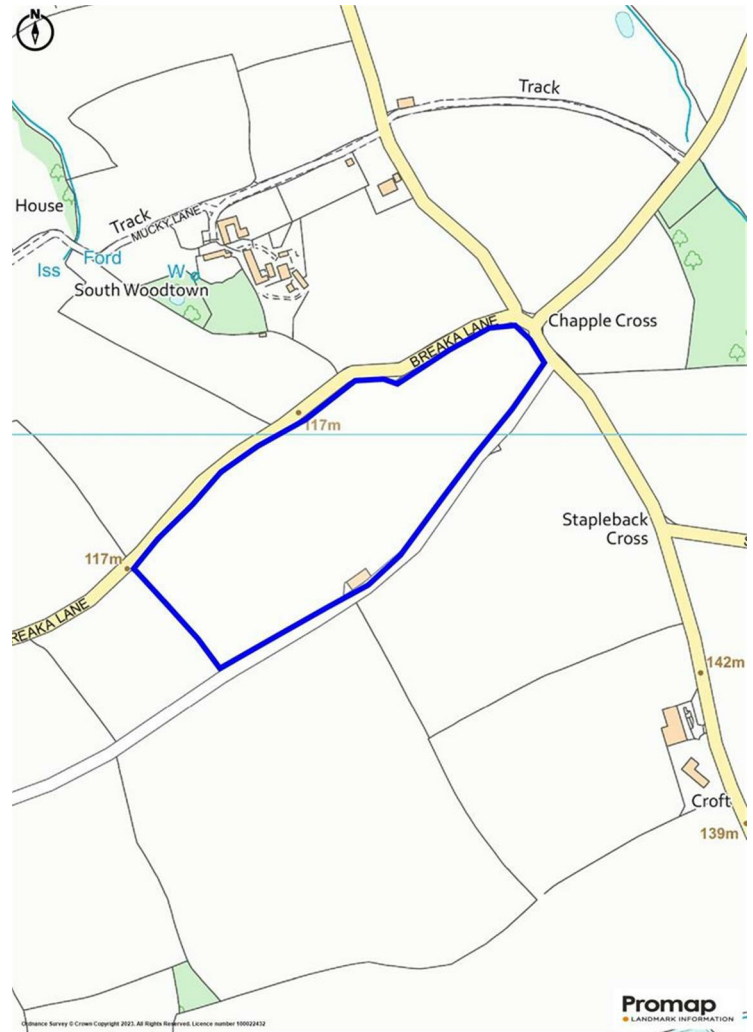 Track
House
Track
MUCKY LANE
Iss
Ford
W
South Woodtown
BREAKA LANE
Chapple Cross
117m
Stapleback
Cross
117m
REAKA LANE
142m
Croft
139m
Promap
LANDMARK INFORMATION
Ordnance Survey © Crown Copyright 2023. All Rights Reserved. Licence number 100022432